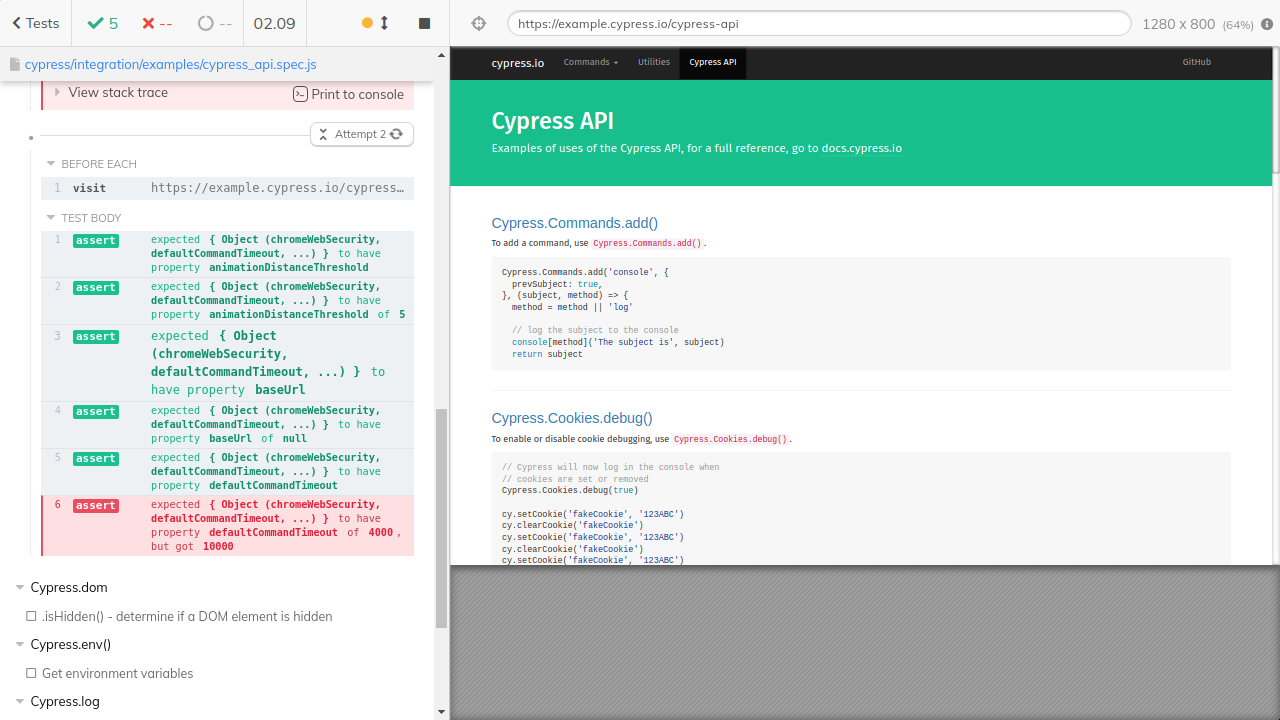 Tests
5
--
--
02.09
https://example.cypress.io/cypress-api
1280 x 800 (64%)
cypress/integration/examples/cypress_api.spec.js
View stack trace
Print to console
Attempt 2
BEFORE EACH
1 visit https://example.cypress.io/cypress…
TEST BODY
1 assert expected { Object (chromeWebSecurity,
defaultCommandTimeout, ...) } to have
property animationDistanceThreshold
2 assert expected { Object (chromeWebSecurity,
defaultCommandTimeout, ...) } to have
property animationDistanceThreshold of 5
3 assert expected { Object
(chromeWebSecurity,
defaultCommandTimeout, ...) } to
have property baseUrl
4 assert expected { Object (chromeWebSecurity,
defaultCommandTimeout, ...) } to have
property baseUrl of null
5 assert expected { Object (chromeWebSecurity,
defaultCommandTimeout, ...) } to have
property defaultCommandTimeout
6 assert expected { Object (chromeWebSecurity,
defaultCommandTimeout, ...) } to have
property defaultCommandTimeout of 4000,
but got 10000
Cypress.dom
.isHidden() - determine if a DOM element is hidden
Cypress.env()
Get environment variables
Cypress.log
cypress.io
Commands
Utilities
Cypress API
GitHub
Cypress API
Examples of uses of the Cypress API, for a full reference, go to docs.cypress.io
Cypress.Commands.add()
To add a command, use Cypress.Commands.add().
Cypress.Commands.add('console', {
prevSubject: true,
}, (subject, method) => {
method = method || 'log'
// log the subject to the console
console[method]('The subject is', subject)
return subject
Cypress.Cookies.debug()
To enable or disable cookie debugging, use Cypress.Cookies.debug().
// Cypress will now log in the console when
// cookies are set or removed
Cypress.Cookies.debug(true)
cy.setCookie('fakeCookie', '123ABC')
cy.clearCookie('fakeCookie')
cy.setCookie('fakeCookie', '123ABC')
cy.clearCookie('fakeCookie')
cy.setCookie('fakeCookie', '123ABC')